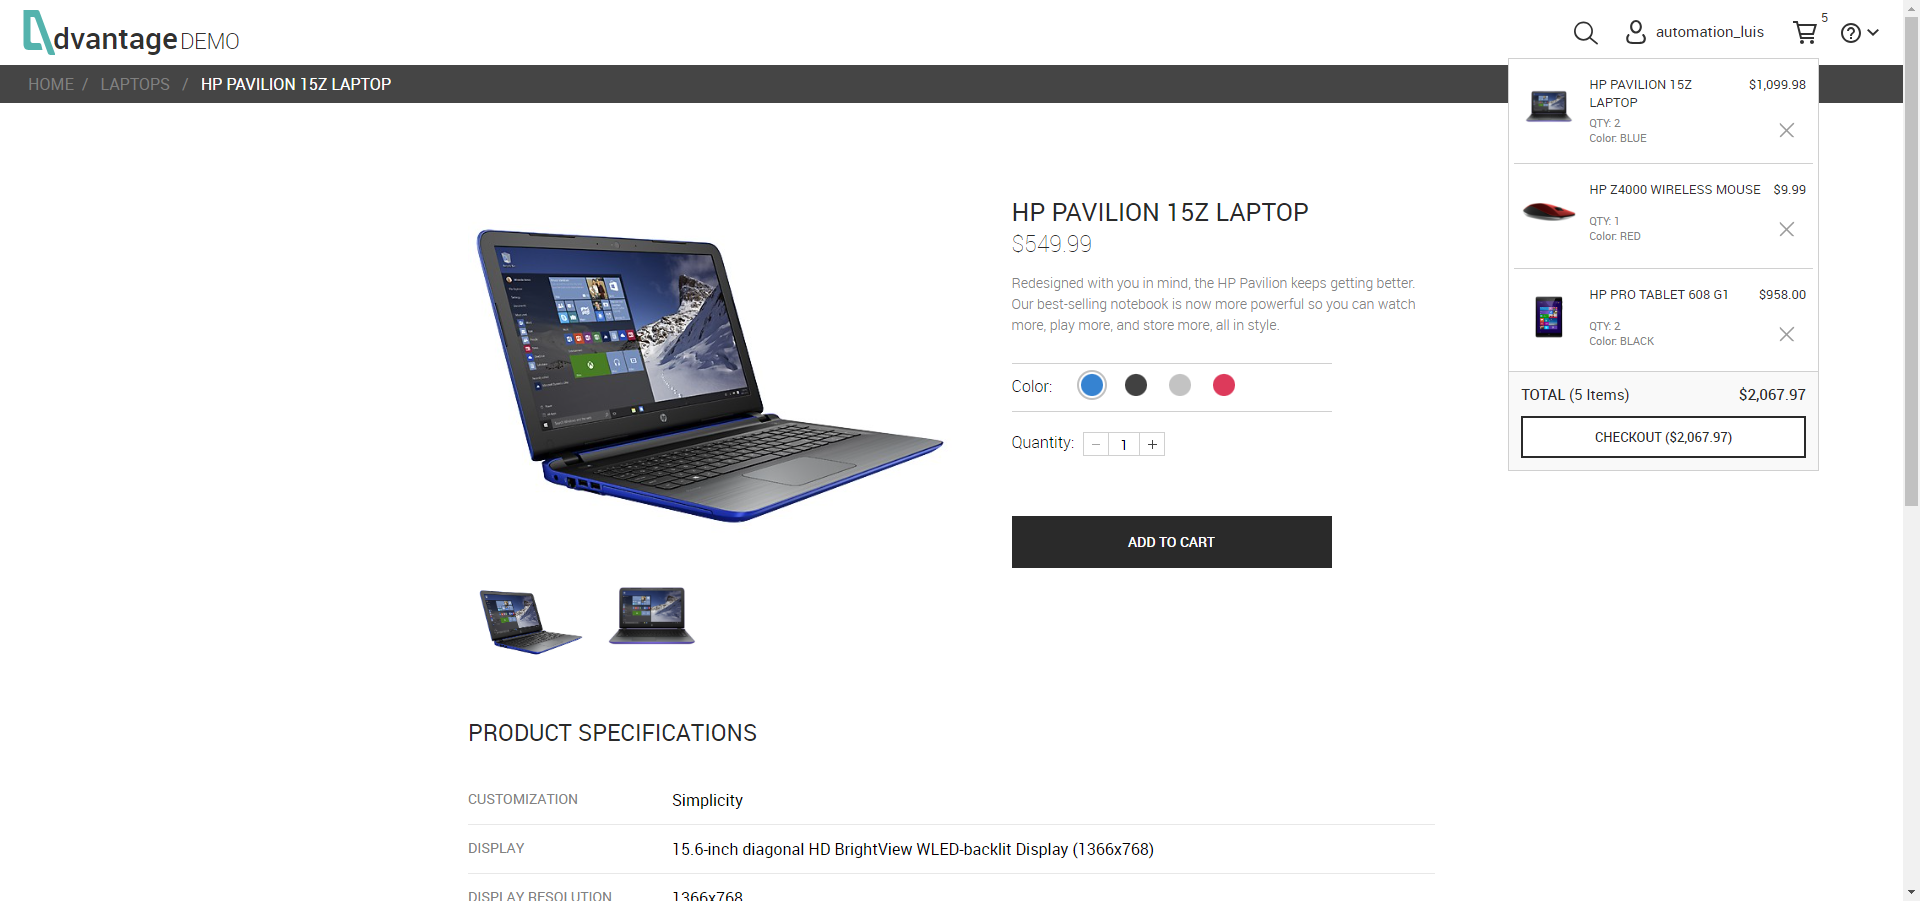 dvantage DEMO
automation_luis
5
HOME / LAPTOPS / HP PAVILION 15Z LAPTOP
HP PAVILION 15Z LAPTOP
$549.99
Redesigned with you in mind, the HP Pavilion keeps getting better.
Our best-selling notebook is now more powerful so you can watch
more, play more, and store more, all in style.
Color:
Quantity: − 1 +
ADD TO CART
HP PAVILION 15Z $1,099.98
LAPTOP
QTY: 2
Color: BLUE
HP Z4000 WIRELESS MOUSE $9.99
QTY: 1
Color: RED
HP PRO TABLET 608 G1 $958.00
QTY: 2
Color: BLACK
TOTAL (5 Items) $2,067.97
CHECKOUT ($2,067.97)
PRODUCT SPECIFICATIONS
CUSTOMIZATION Simplicity
DISPLAY 15.6-inch diagonal HD BrightView WLED-backlit Display (1366x768)
DISPLAY RESOLUTION 1366x768